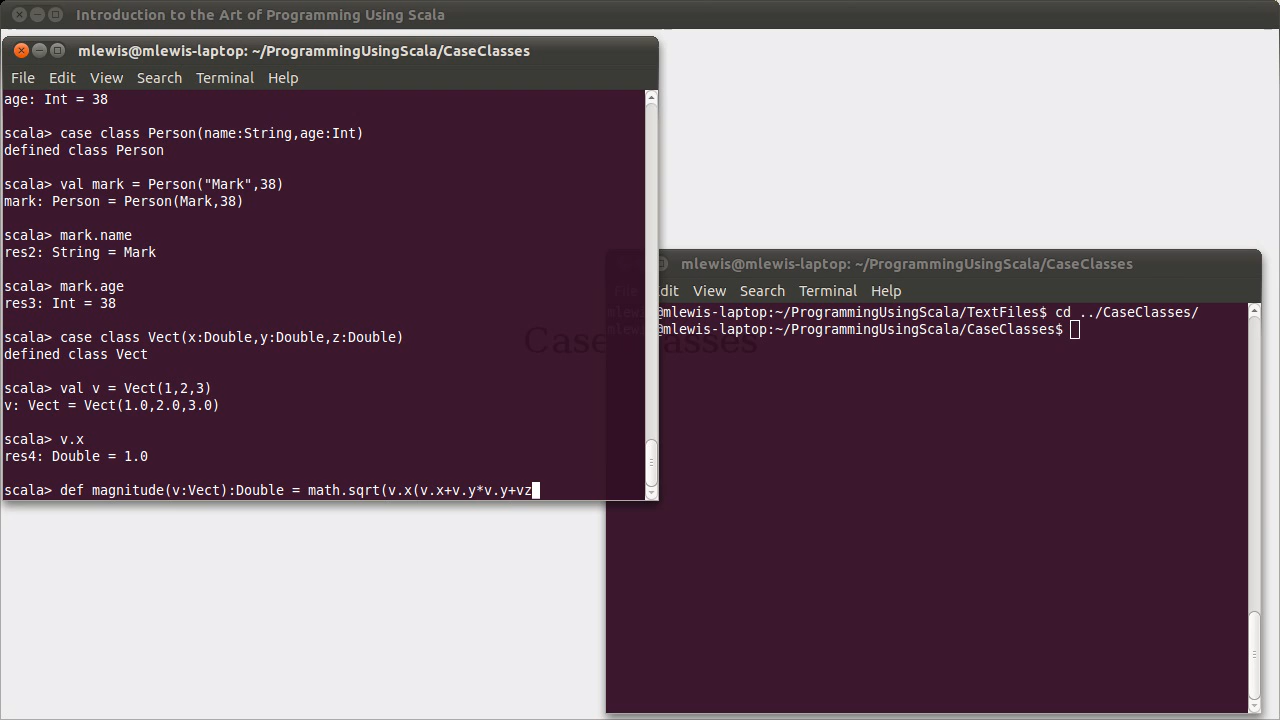 Introduction to the Art of Programming Using Scala
mlewis@mlewis-laptop: ~/ProgrammingUsingScala/CaseClasses
File Edit View Search Terminal Help
age: Int = 38
scala> case class Person(name:String,age:Int)
defined class Person
scala> val mark = Person("Mark",38)
mark: Person = Person(Mark,38)
scala> mark.name
res2: String = Mark
scala> mark.age
res3: Int = 38
scala> case class Vect(x:Double,y:Double,z:Double)
defined class Vect
scala> val v = Vect(1,2,3)
v: Vect = Vect(1.0,2.0,3.0)
scala> v.x
res4: Double = 1.0
scala> def magnitude(v:Vect):Double = math.sqrt(v.x(v.x+v.y*v.y+vz
Case Classes
mlewis@mlewis-laptop: ~/ProgrammingUsingScala/CaseClasses
File Edit View Search Terminal Help
mlewis@mlewis-laptop:~/ProgrammingUsingScala/TextFiles$ cd ../CaseClasses/
mlewis@mlewis-laptop:~/ProgrammingUsingScala/CaseClasses$